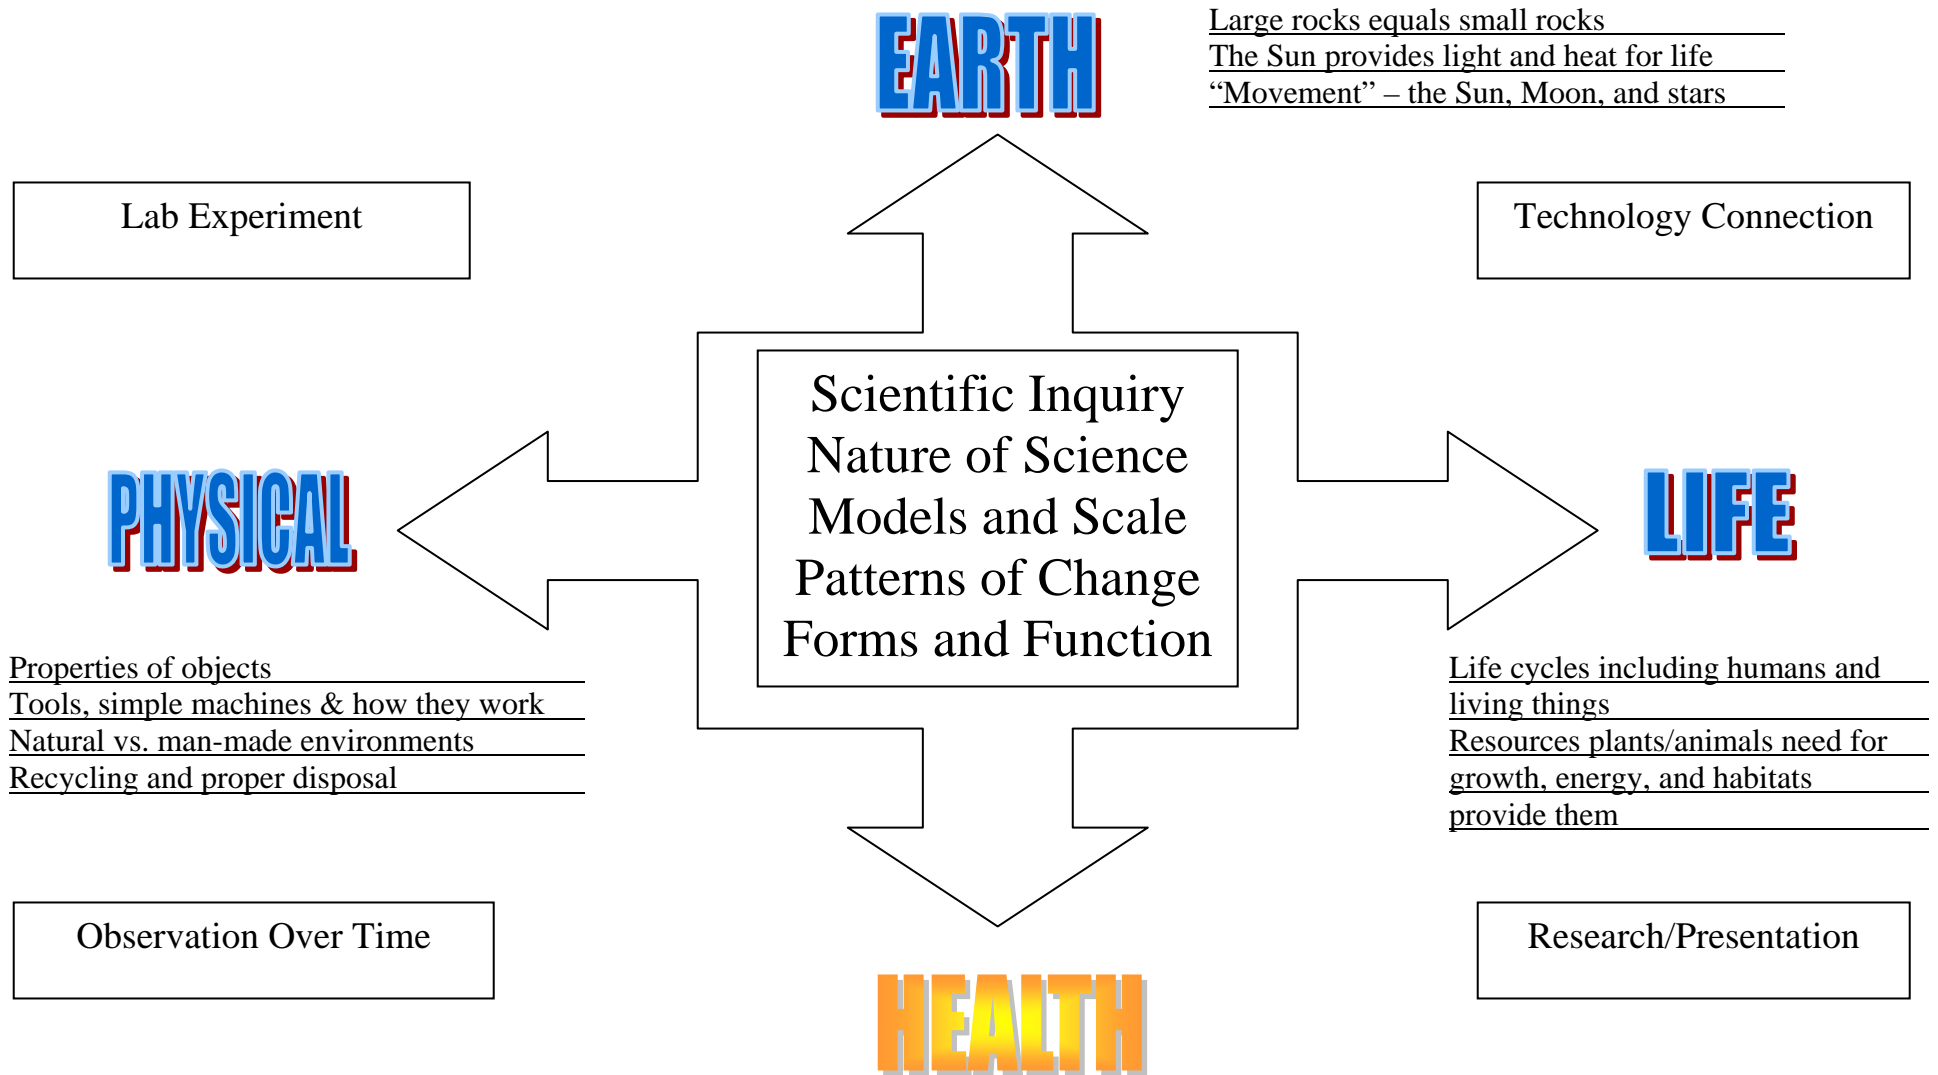 EARTH
Large rocks equals small rocks
The Sun provides light and heat for life
“Movement” – the Sun, Moon, and stars
Lab Experiment
Technology Connection
Scientific Inquiry
Nature of Science
Models and Scale
Patterns of Change
Forms and Function
PHYSICAL
LIFE
Properties of objects
Tools, simple machines & how they work
Natural vs. man-made environments
Recycling and proper disposal
Life cycles including humans and
living things
Resources plants/animals need for
growth, energy, and habitats
provide them
Observation Over Time
Research/Presentation
HEALTH